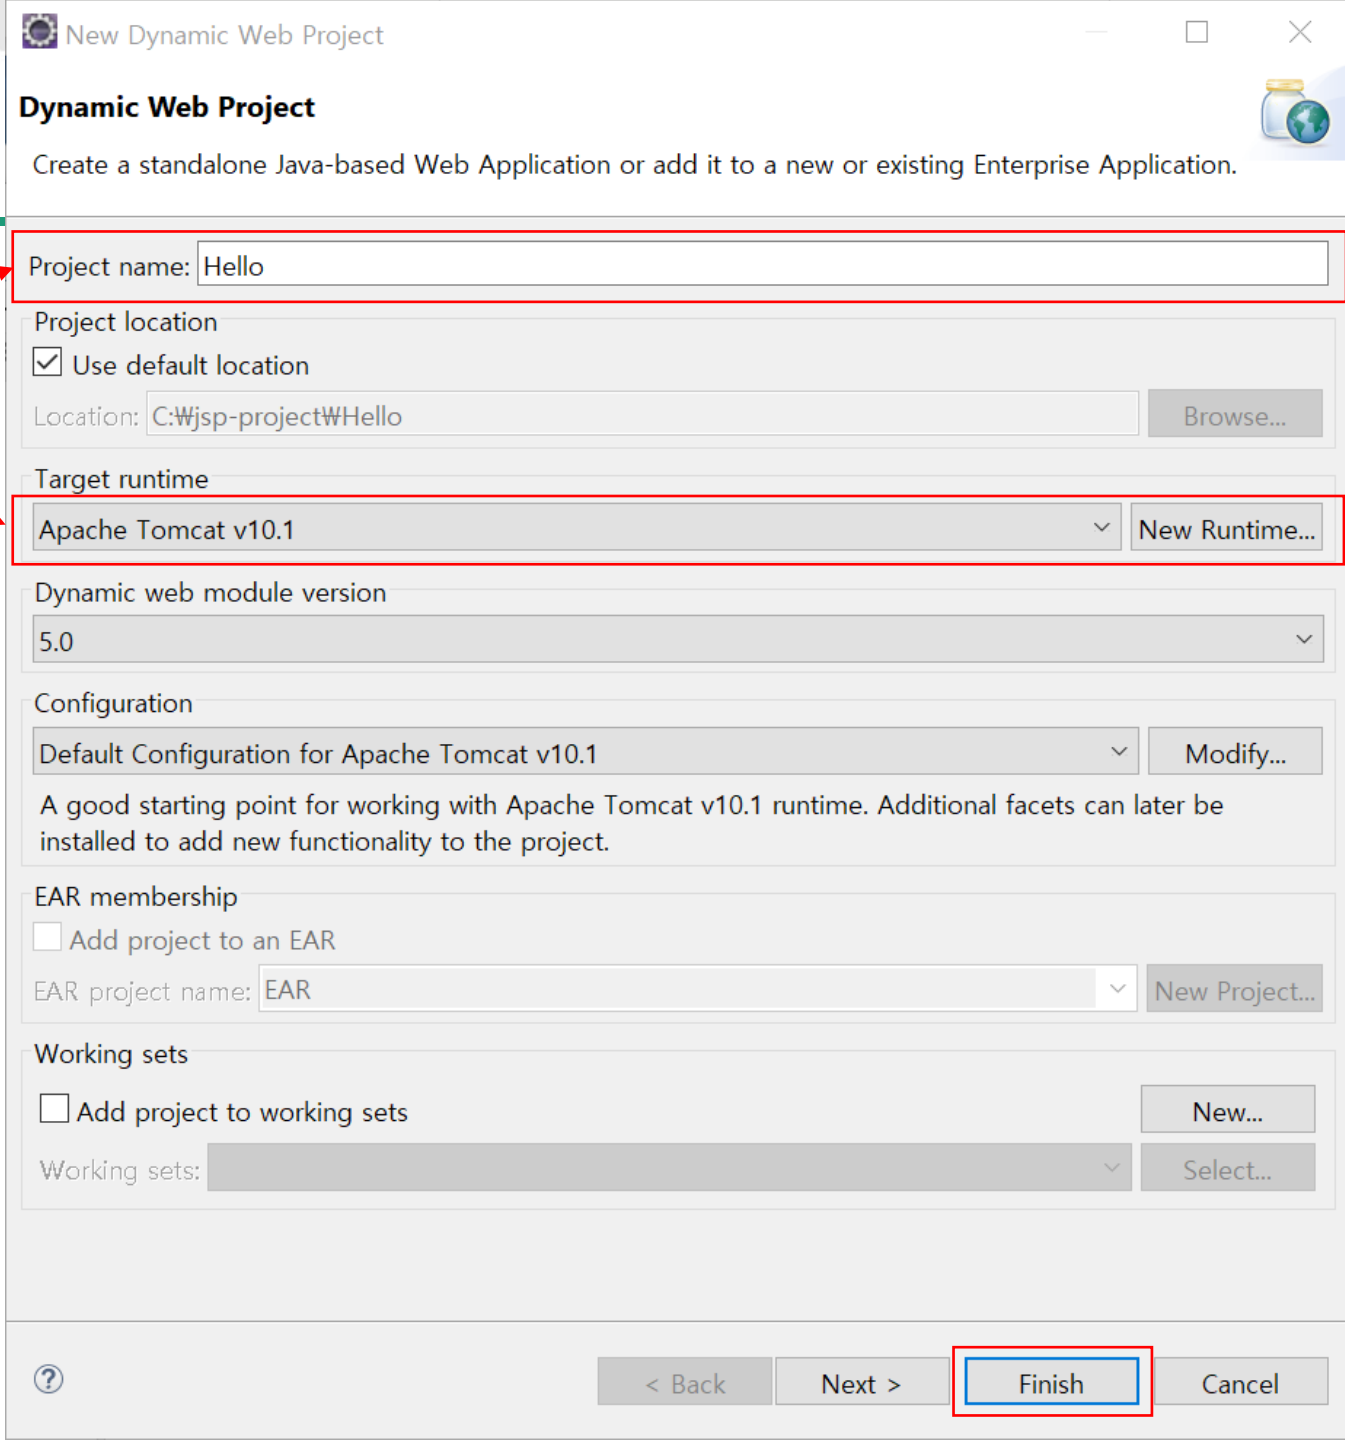 New Dynamic Web Project
Dynamic Web Project
Create a standalone Java-based Web Application or add it to a new or existing Enterprise Application.
Project name: Hello
Project location
Use default location
Location: C:₩jsp-project₩Hello Browse...
Target runtime
Apache Tomcat v10.1 New Runtime...
Dynamic web module version
5.0
Configuration
Default Configuration for Apache Tomcat v10.1 Modify...
A good starting point for working with Apache Tomcat v10.1 runtime. Additional facets can later be
installed to add new functionality to the project.
EAR membership
Add project to an EAR
EAR project name: EAR New Project...
Working sets
Add project to working sets New...
Working sets: Select...
? < Back Next > Finish Cancel